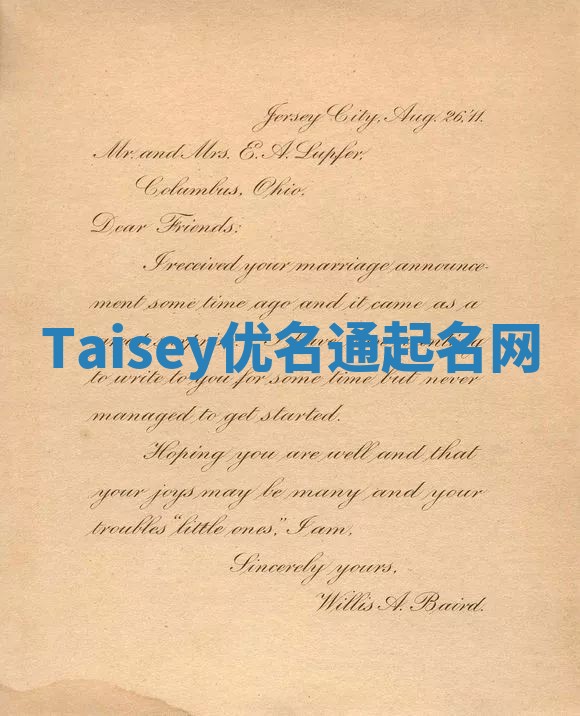 Jersey City, Aug. 26,'11.
Mr. and Mrs. E. A. Lupfer,
Columbus, Ohio.
Dear Friends:
I received your marriage announce-
ment some time ago and it came as a
Taisey优名通起名网
to write to you for some time but never
managed to get started.
Hoping you are well and that
your joys may be many and your
troubles "little ones," I am,
Sincerely yours,
Willis A. Baird.